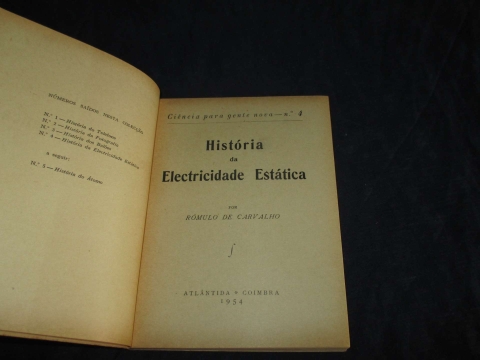 NÚMEROS SAÍDOS NESTA COLECÇÃO:
N.º 1 — História do Telefone
N.º 2 — História da Fotografia
N.º 3 — História dos Balões
N.º 4 — História da Electricidade Estática
a seguir:
N.º 5 — História do átomo
Ciência para gente nova — n.º 4
História
da
Electricidade Estática
POR
RÓMULO DE CARVALHO
ATLÂNTIDA * COIMBRA
1954